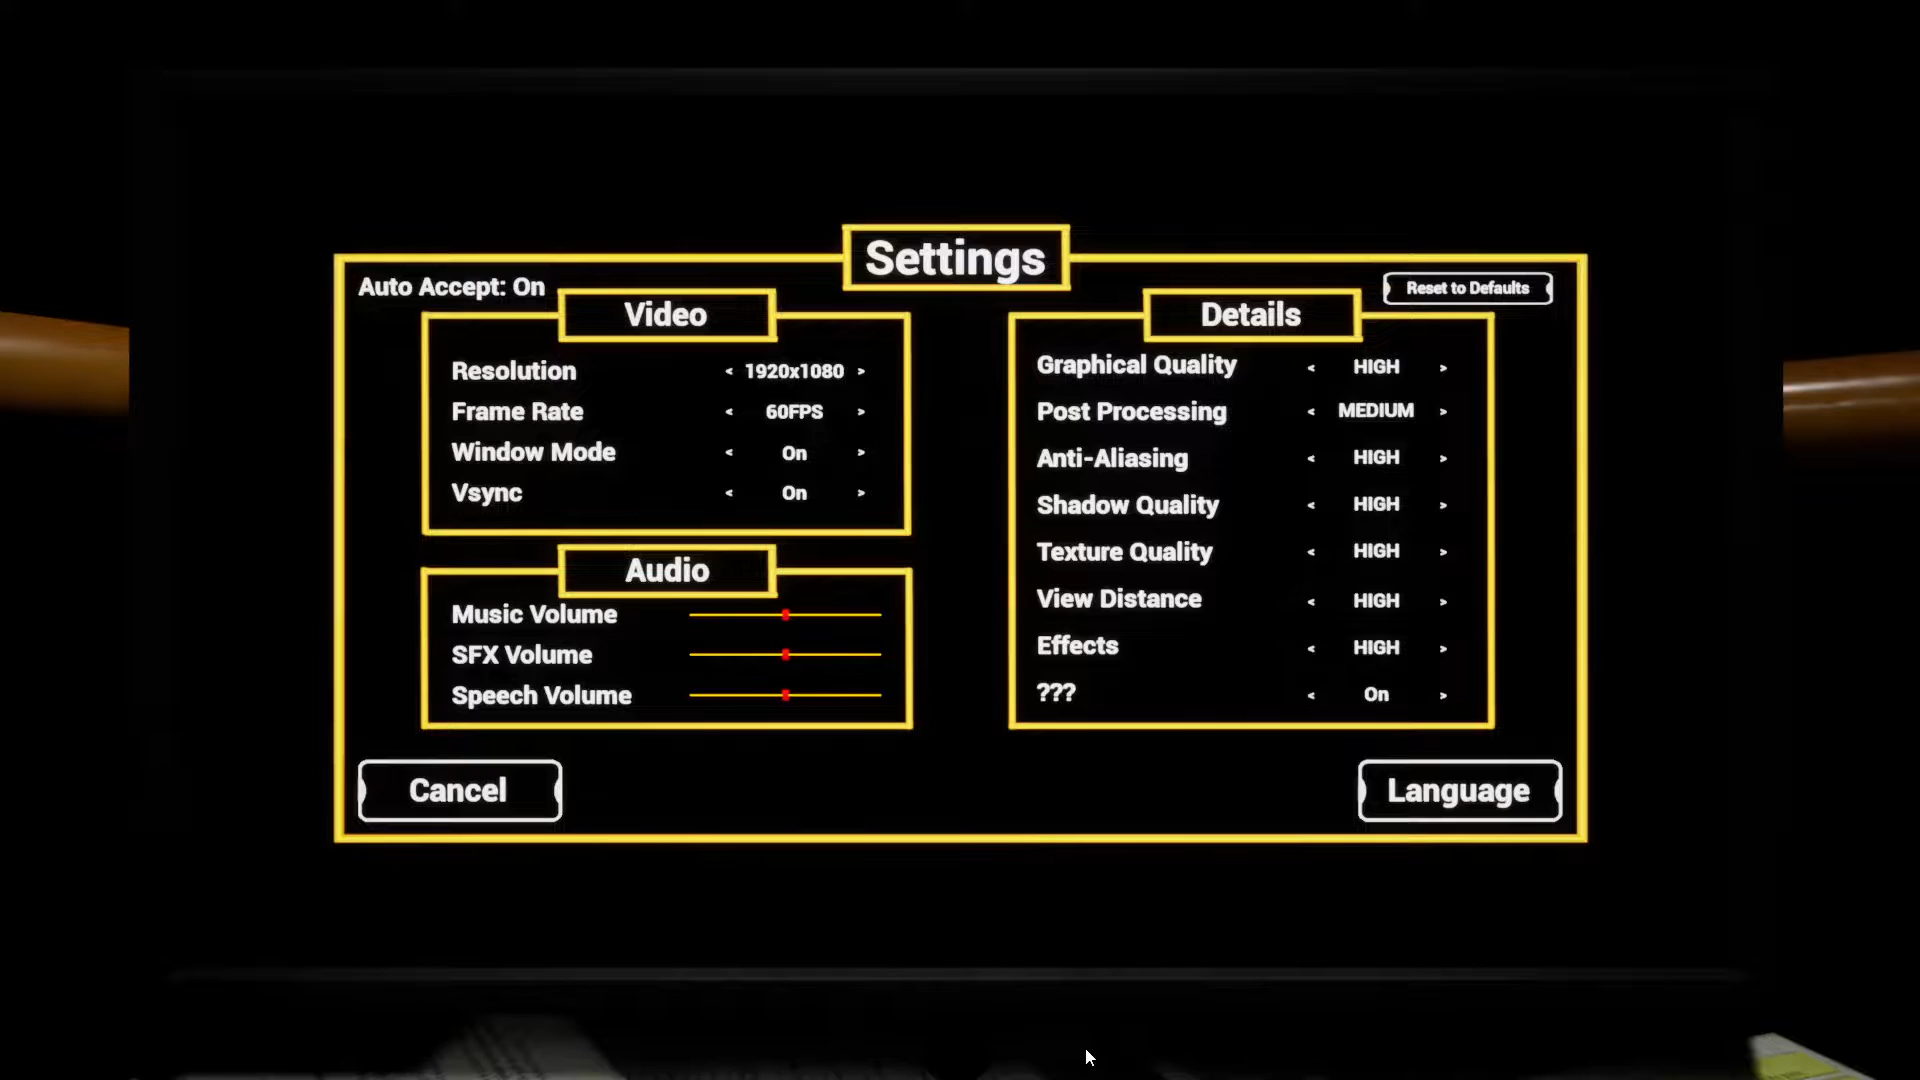 Settings
Auto Accept: On
Reset to Defaults
Video
Resolution < 1920x1080 >
Frame Rate < 60FPS >
Window Mode < On >
Vsync < On >
Audio
Music Volume
SFX Volume
Speech Volume
Details
Graphical Quality < HIGH >
Post Processing < MEDIUM >
Anti-Aliasing < HIGH >
Shadow Quality < HIGH >
Texture Quality < HIGH >
View Distance < HIGH >
Effects < HIGH >
??? < On >
Cancel
Language